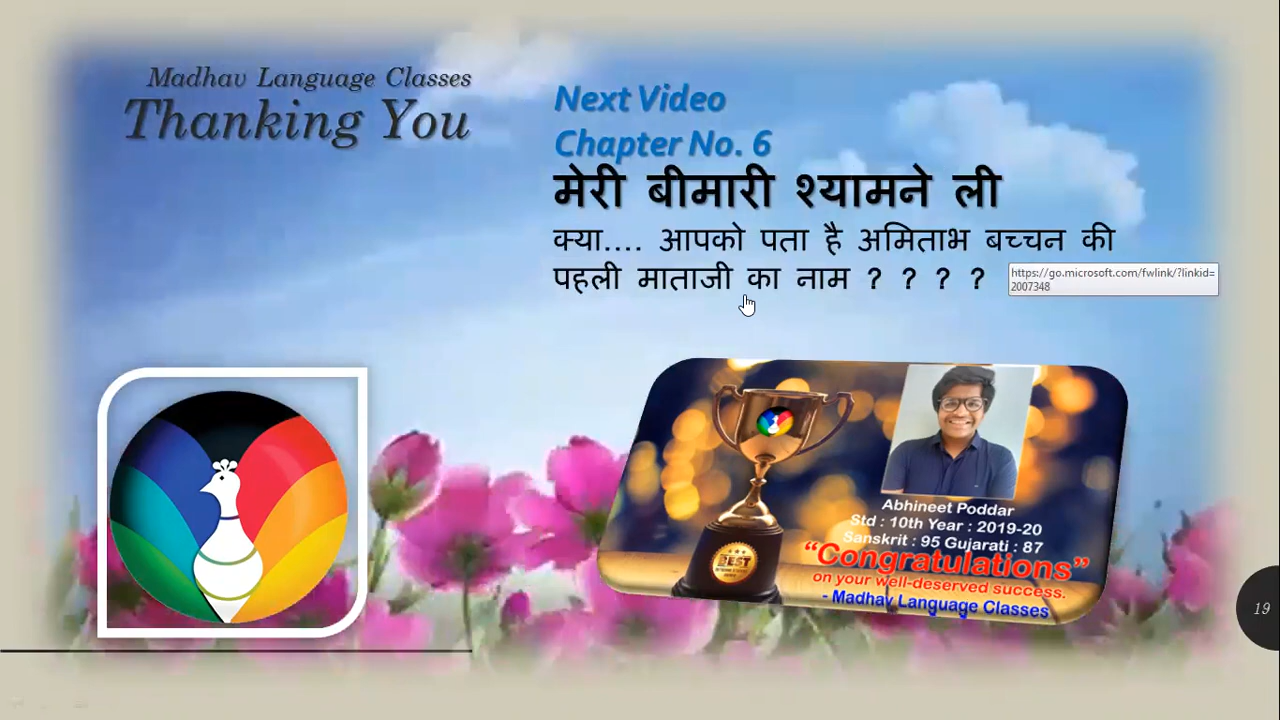 Madhav Language Classes
Thanking You
Next Video
Chapter No. 6
मेरी बीमारी श्यामने ली
क्या.... आपको पता है अमिताभ बच्चन की
पहली माताजी का नाम ? ? ? ?
https://go.microsoft.com/fwlink/?linkid=
2007348
Abhineet Poddar
Std : 10th Year : 2019-20
Sanskrit : 95 Gujarati : 87
“Congratulations”
on your well-deserved success.
- Madhav Language Classes
BEST
19